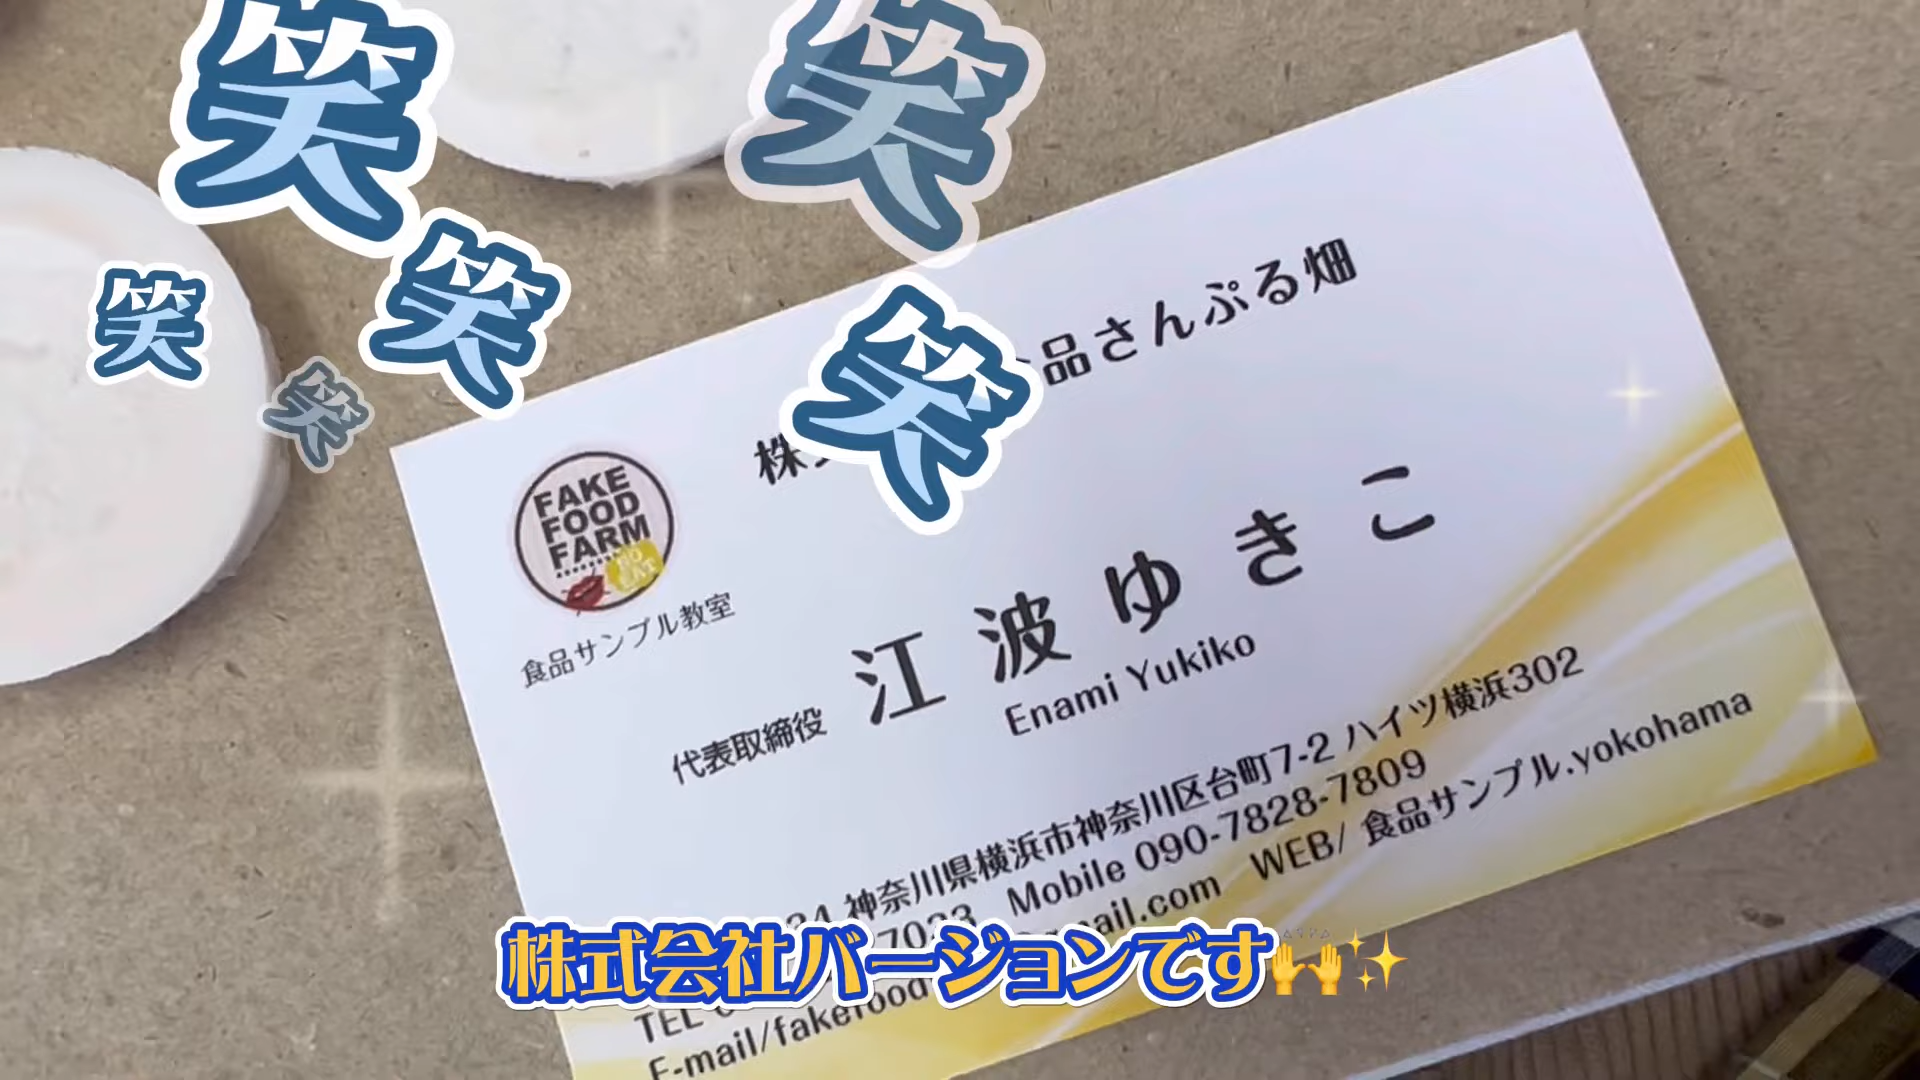 笑
笑
笑
笑
笑
笑
株
品さんぷる畑
FAKE
FOOD
FARM
NO
EAT
食品サンプル教室
代表取締役 江波ゆきこ
Enami Yukiko
神奈川県横浜市神奈川区台町7-2 ハイツ横浜302
7023 Mobile 090-7828-7809
TEL
E-mail/fakefood
gmail.com WEB/ 食品サンプル.yokohama
株式会社バージョンです🙌✨